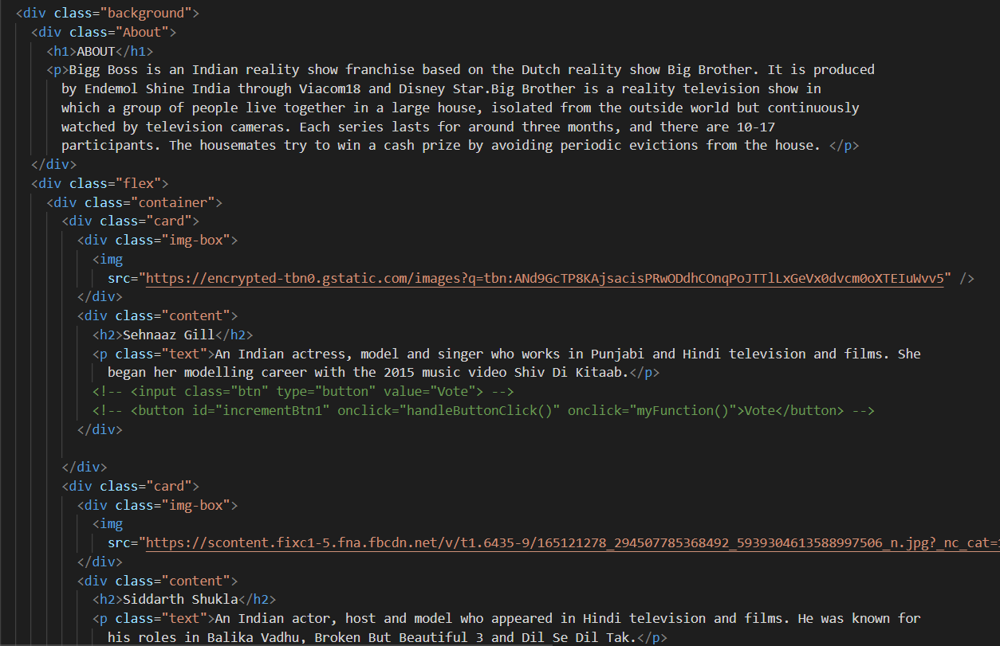 <div class="background">
<div class="About">
<h1>ABOUT</h1>
<p>Bigg Boss is an Indian reality show franchise based on the Dutch reality show Big Brother. It is produced
by Endemol Shine India through Viacom18 and Disney Star.Big Brother is a reality television show in
which a group of people live together in a large house, isolated from the outside world but continuously
watched by television cameras. Each series lasts for around three months, and there are 10-17
participants. The housemates try to win a cash prize by avoiding periodic evictions from the house. </p>
</div>
<div class="flex">
<div class="container">
<div class="card">
<div class="img-box">
<img
src="https://encrypted-tbn0.gstatic.com/images?q=tbn:ANd9GcTP8KAjsacisPRwODdhCOnqPoJTTlLxGeVx0dvcm0oXTEIuWvv5" />
</div>
<div class="content">
<h2>Sehnaaz Gill</h2>
<p class="text">An Indian actress, model and singer who works in Punjabi and Hindi television and films. She
began her modelling career with the 2015 music video Shiv Di Kitaab.</p>
<!-- <input class="btn" type="button" value="Vote"> -->
<!-- <button id="incrementBtn1" onclick="handleButtonClick()" onclick="myFunction()">Vote</button> -->
</div>
</div>
<div class="card">
<div class="img-box">
<img
src="https://scontent.fixc1-5.fna.fbcdn.net/v/t1.6435-9/165121278_294507785368492_5939304613588997506_n.jpg?_nc_cat=
</div>
<div class="content">
<h2>Siddarth Shukla</h2>
<p class="text">An Indian actor, host and model who appeared in Hindi television and films. He was known for
his roles in Balika Vadhu, Broken But Beautiful 3 and Dil Se Dil Tak.</p>